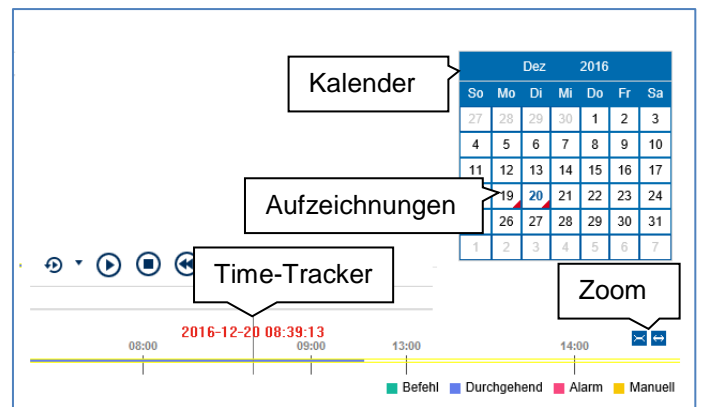 Kalender
Dez 2016
So Mo Di Mi Do Fr Sa
27 28 29 30 1 2 3
4 5 6 7 8 9 10
11 12 13 14 15 16 17
Aufzeichnungen
19 20 21 22 23 24
26 27 28 29 30 31
1 2 3 4 5 6 7
Time-Tracker
Zoom
2016-12-20 08:39:13
08:00 09:00 13:00 14:00
Befehl Durchgehend Alarm Manuell